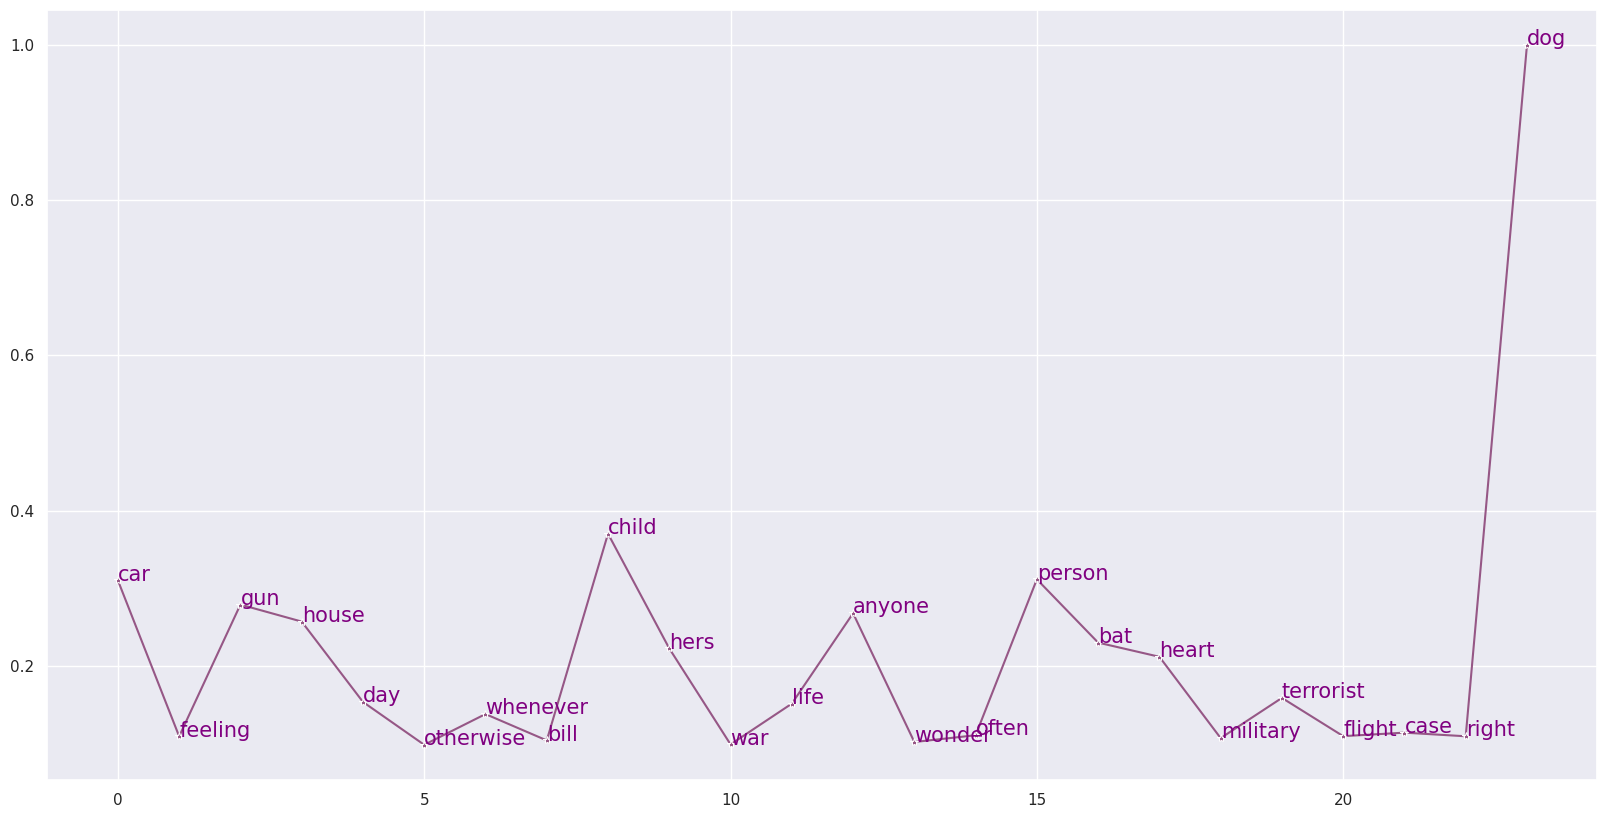 1.0
0.8
0.6
0.4
0.2
car
feeling
gun
house
day
otherwise
whenever
bill
child
hers
war
life
anyone
wonder
often
person
bat
heart
military
terrorist
flight
case
right
dog
0 5 10 15 20